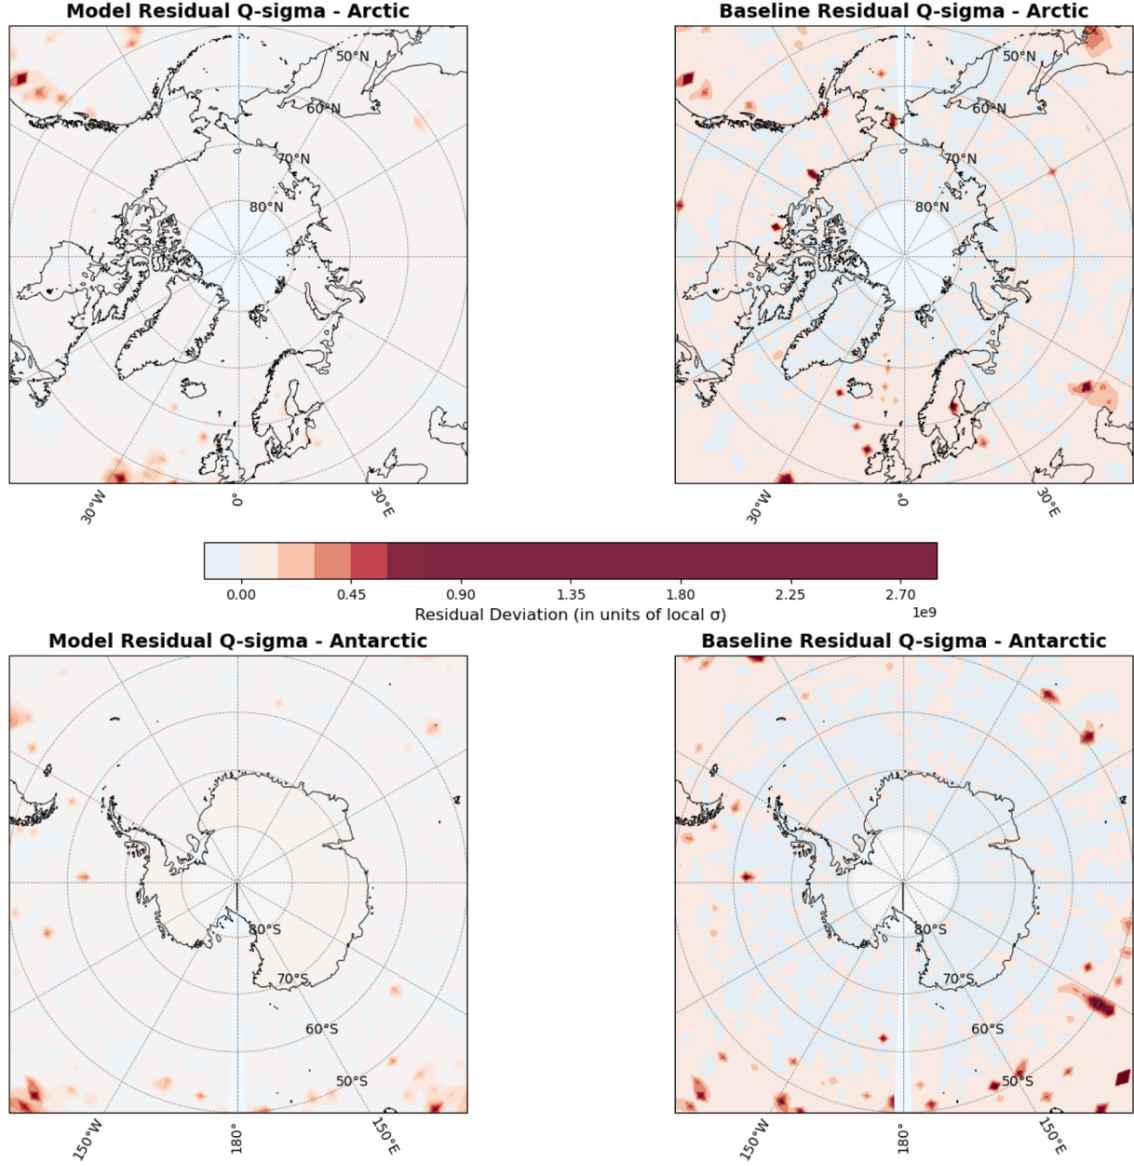 Model Residual Q-sigma - Arctic
Baseline Residual Q-sigma - Arctic
50°N
60°N
70°N
80°N
50°N
60°N
70°N
80°N
30°W
0°
30°E
30°W
0°
30°E
0.00
0.45
0.90
1.35
1.80
2.25
2.70
1e9
Residual Deviation (in units of local σ)
Model Residual Q-sigma - Antarctic
Baseline Residual Q-sigma - Antarctic
80°S
70°S
60°S
50°S
80°S
70°S
60°S
50°S
150°W
180°
150°E
150°W
180°
150°E